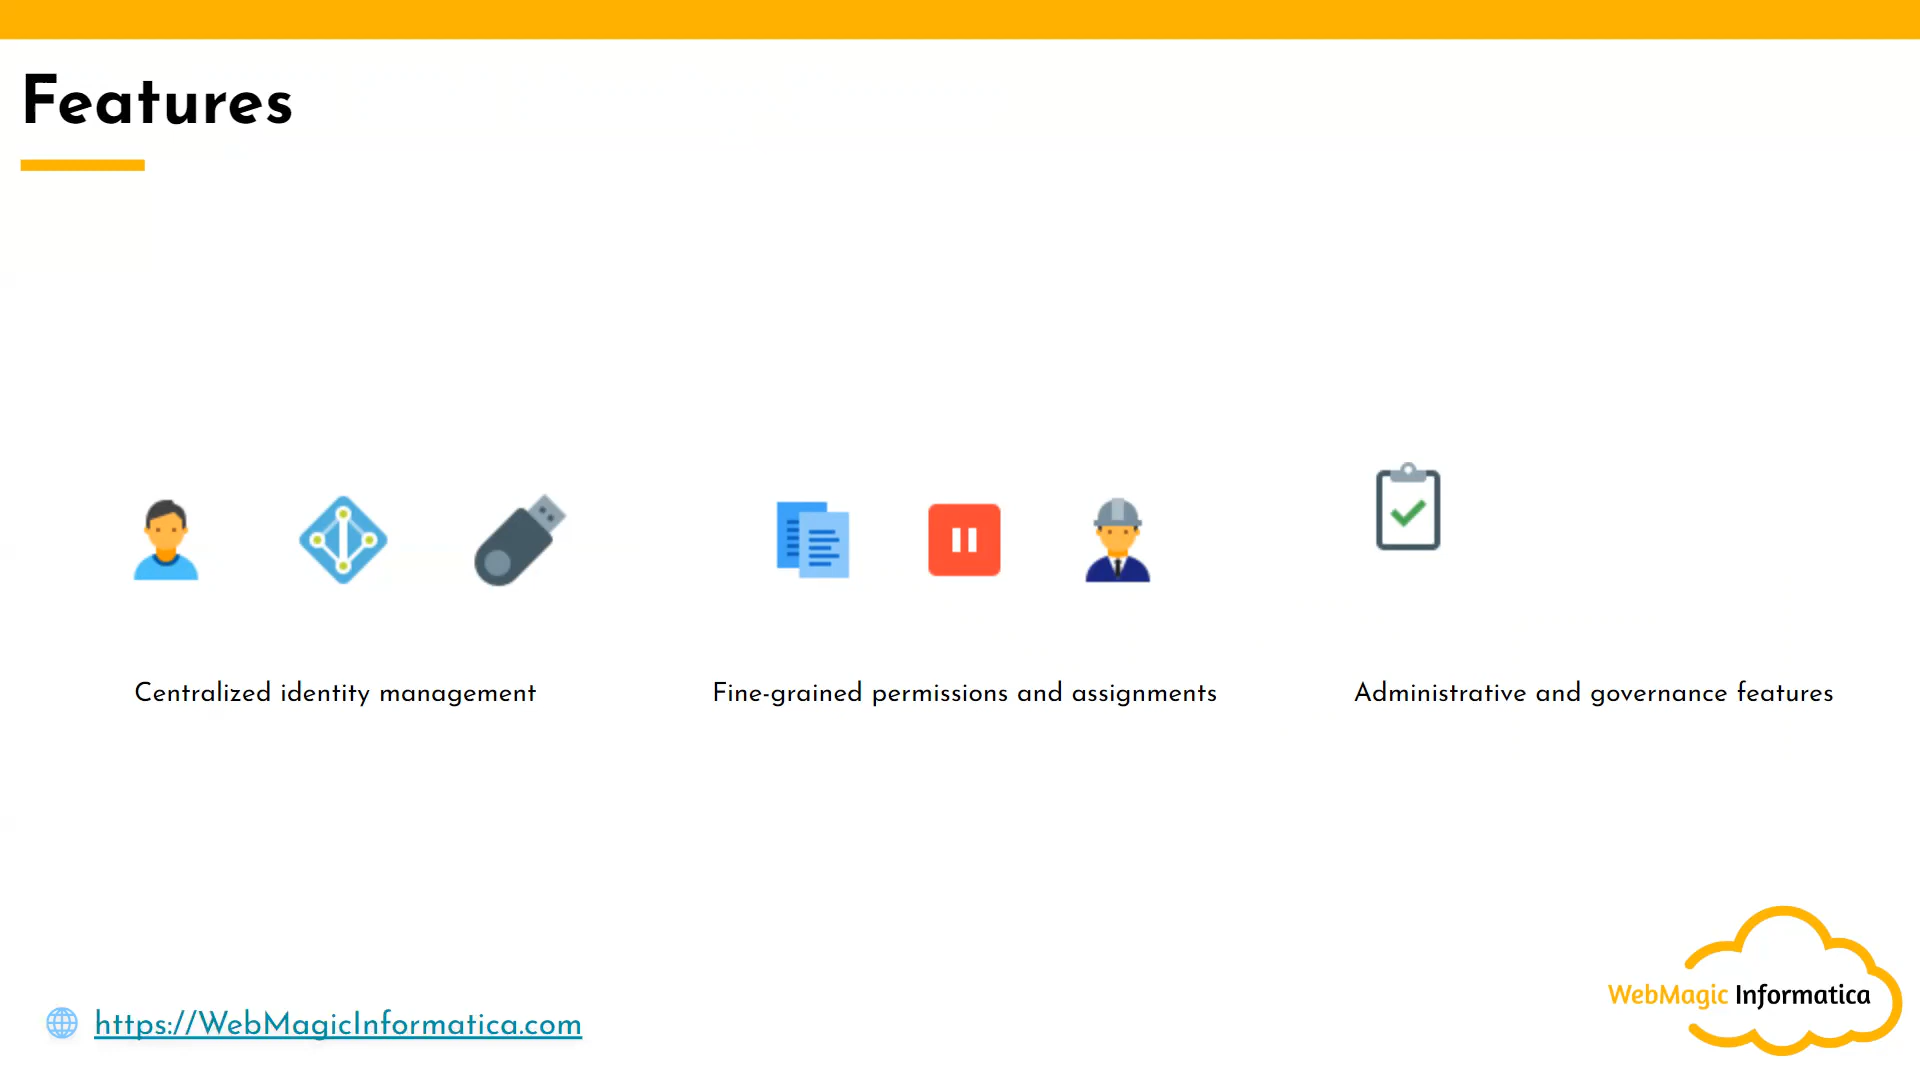 Features
Centralized identity management
Fine-grained permissions and assignments
Administrative and governance features
https://WebMagicInformatica.com
WebMagic Informatica